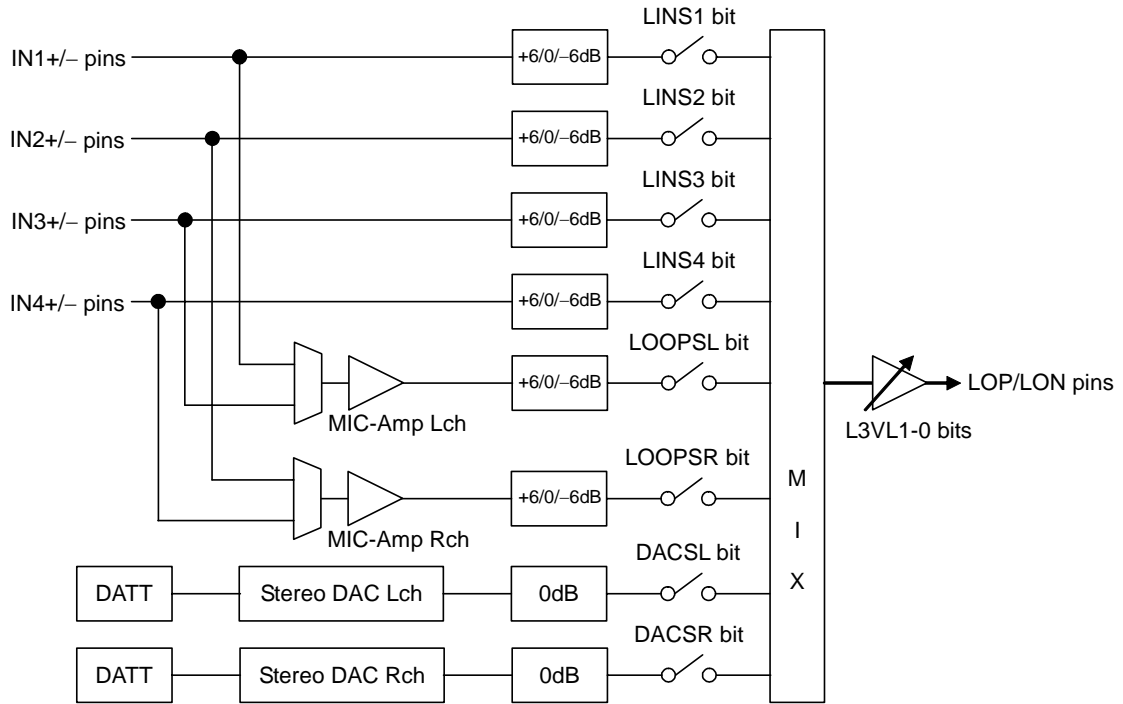 LINS1 bit
IN1+/− pins
+6/0/−6dB
LINS2 bit
IN2+/− pins
+6/0/−6dB
LINS3 bit
IN3+/− pins
+6/0/−6dB
LINS4 bit
IN4+/− pins
+6/0/−6dB
LOOPSL bit
+6/0/−6dB
MIC-Amp Lch
LOP/LON pins
L3VL1-0 bits
LOOPSR bit
+6/0/−6dB
MIC-Amp Rch
M
I
X
DACSL bit
DATT
Stereo DAC Lch
0dB
DACSR bit
DATT
Stereo DAC Rch
0dB